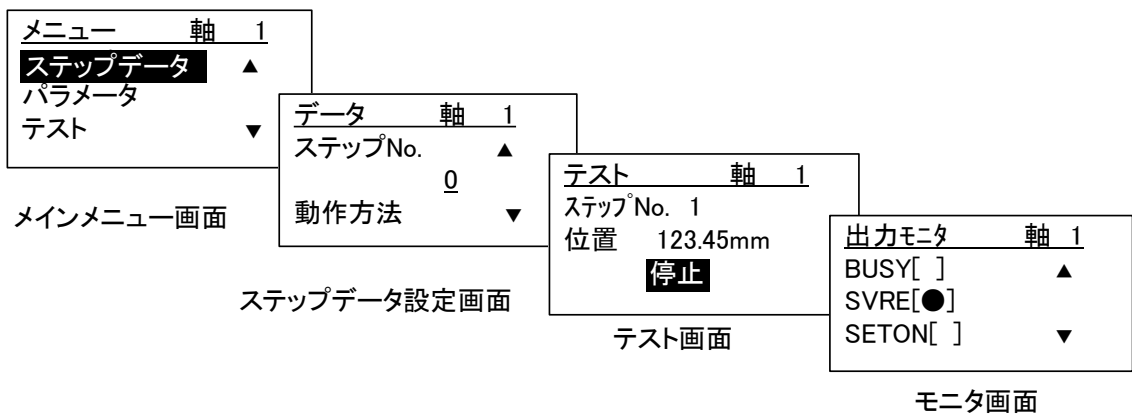 メニュー 軸 1
ステップデータ ▲
パラメータ
テスト ▼
メインメニュー画面
データ 軸 1
ステップNo. ▲
0
動作方法 ▼
ステップデータ設定画面
テスト 軸 1
ステップNo. 1
位置 123.45mm
停止
テスト画面
出力モニタ 軸 1
BUSY[ ] ▲
SVRE[●]
SETON[ ] ▼
モニタ画面